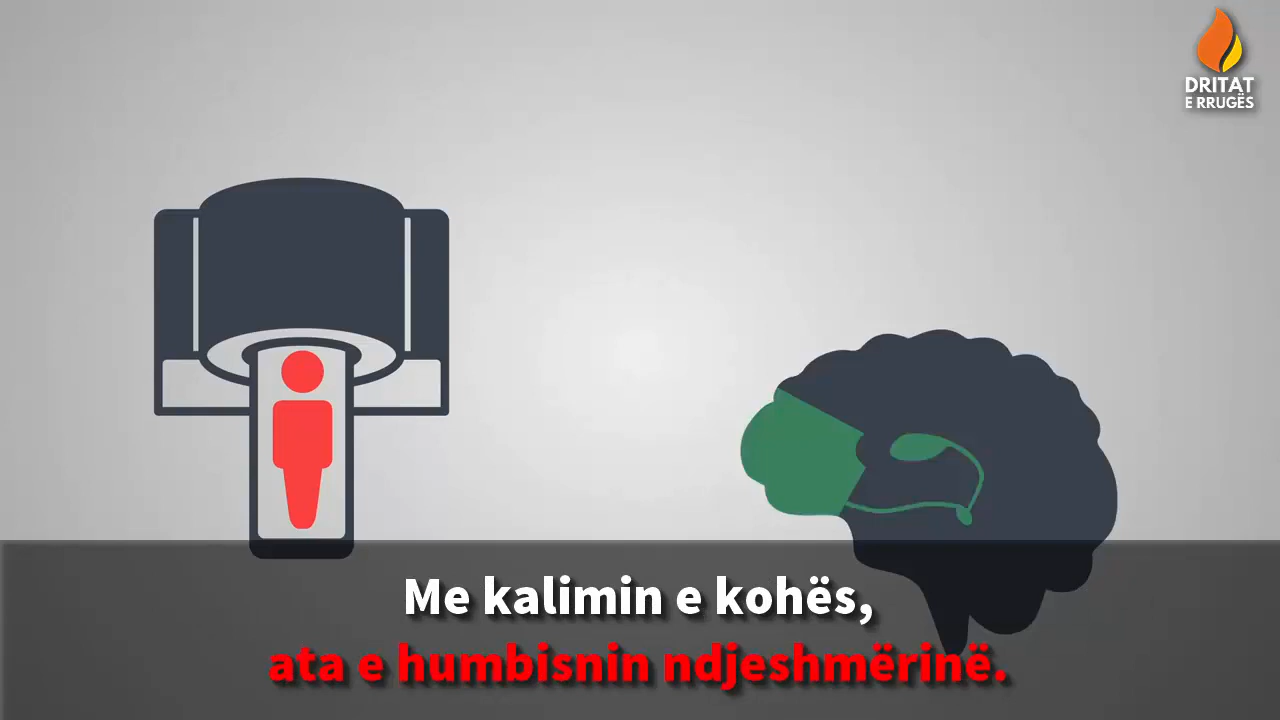 DRITAT
E RRUGËS
Me kalimin e kohës,
ata e humbisnin ndjeshmërinë.